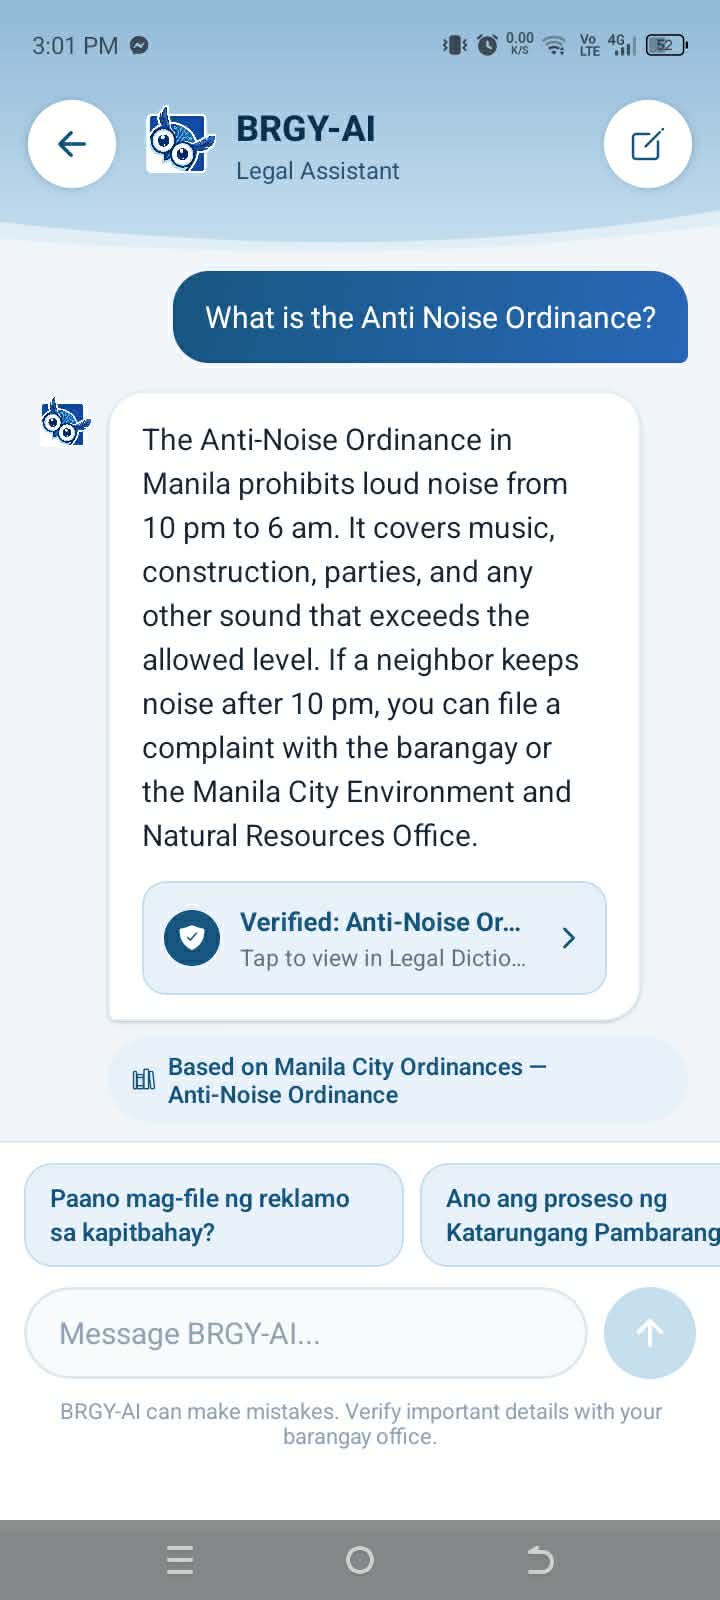 3:01 PM
0.00
K/S
Vo
LTE
4G
52
BRGY-AI
Legal Assistant
What is the Anti Noise Ordinance?
The Anti-Noise Ordinance in
Manila prohibits loud noise from
10 pm to 6 am. It covers music,
construction, parties, and any
other sound that exceeds the
allowed level. If a neighbor keeps
noise after 10 pm, you can file a
complaint with the barangay or
the Manila City Environment and
Natural Resources Office.
Verified: Anti-Noise Or...
Tap to view in Legal Dictio...
Based on Manila City Ordinances —
Anti-Noise Ordinance
Paano mag-file ng reklamo
sa kapitbahay?
Ano ang proseso ng
Katarungang Pambarang
Message BRGY-AI...
BRGY-AI can make mistakes. Verify important details with your
barangay office.